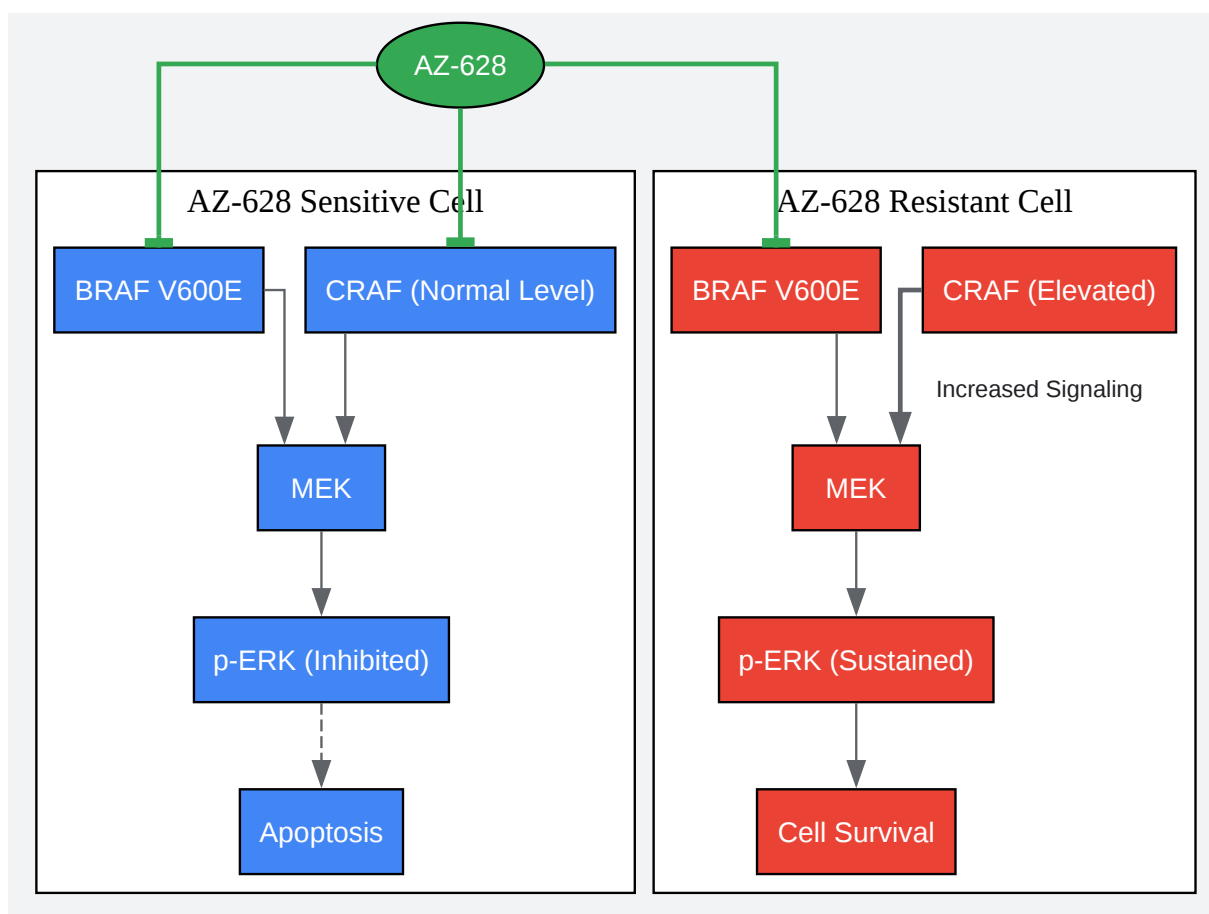 AZ-628
AZ-628 Sensitive Cell
BRAF V600E
CRAF (Normal Level)
MEK
p-ERK (Inhibited)
Apoptosis
AZ-628 Resistant Cell
BRAF V600E
CRAF (Elevated)
Increased Signaling
MEK
p-ERK (Sustained)
Cell Survival